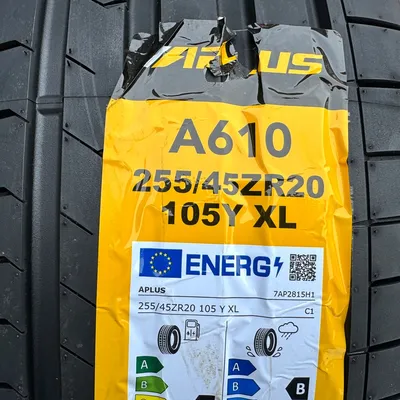 APLUS
A610
255/45ZR20
105Y XL
ENERG
APLUS 7AP2815H1
255/45ZR20 105 Y XL C1
A A
B B B